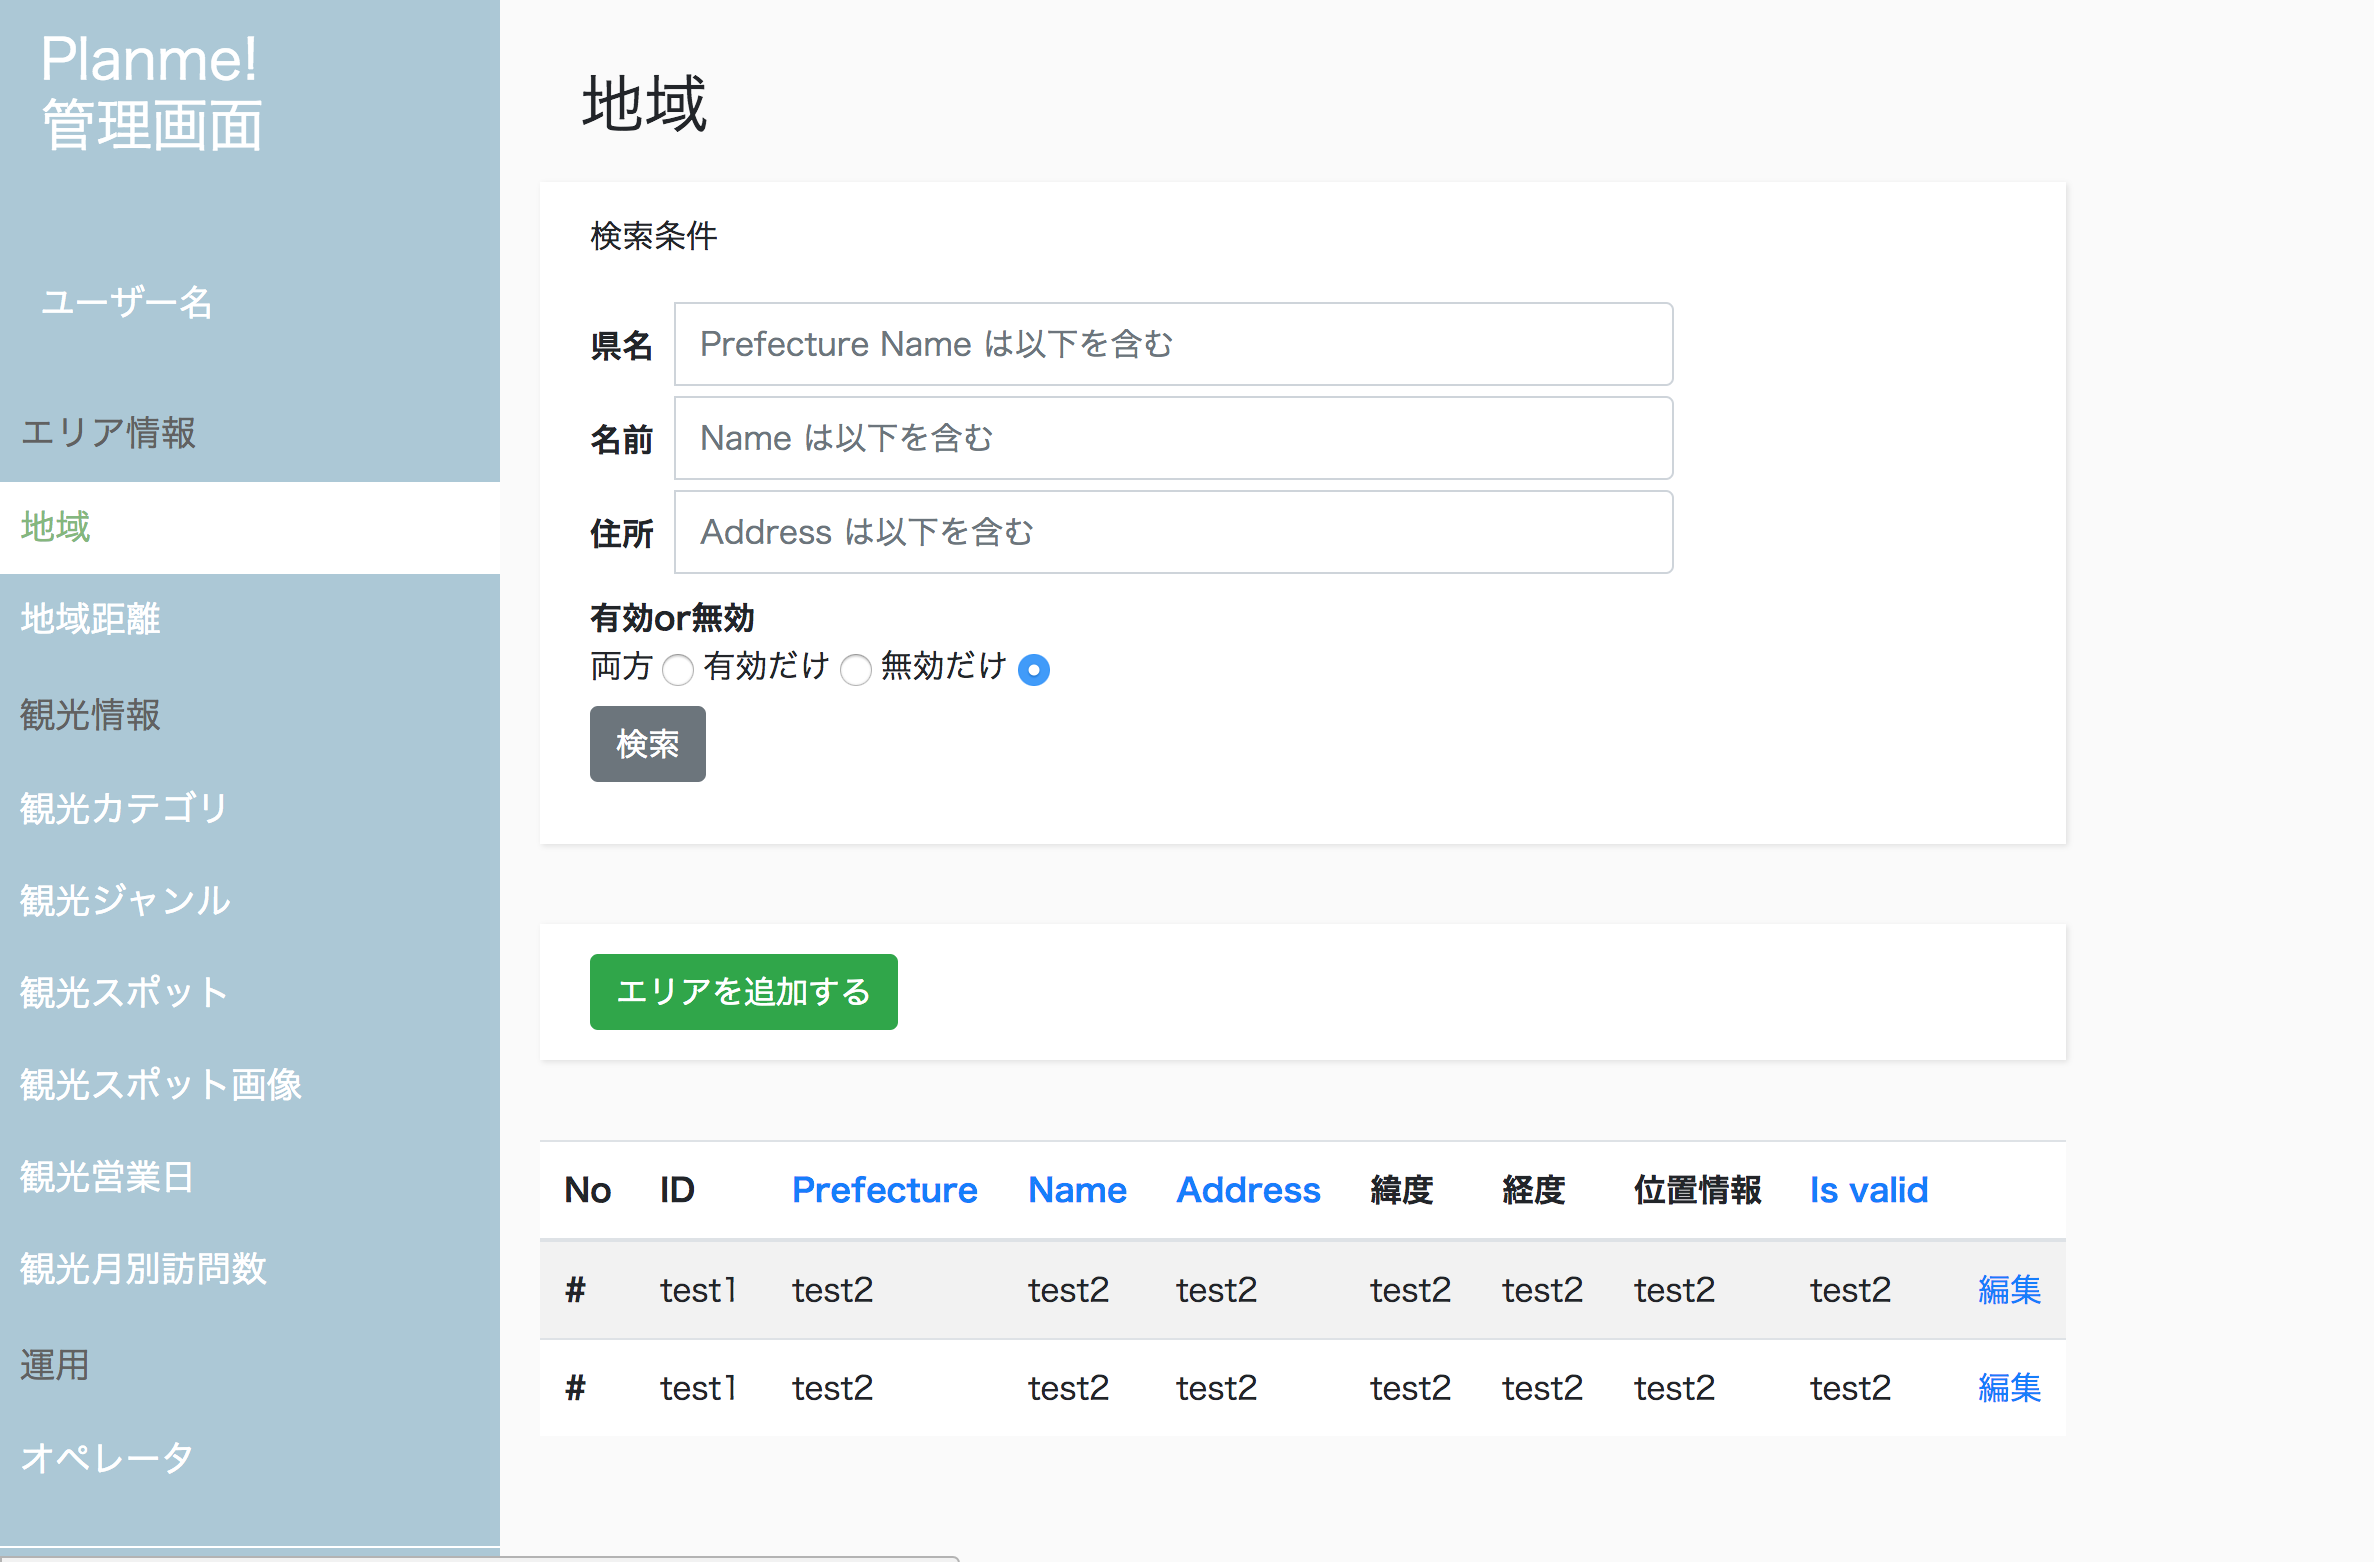 Planme!
管理画面
ユーザー名
エリア情報
地域
地域距離
観光情報
観光カテゴリ
観光ジャンル
観光スポット
観光スポット画像
観光営業日
観光月別訪問数
運用
オペレータ
地域
検索条件
県名 Prefecture Name は以下を含む
名前 Name は以下を含む
住所 Address は以下を含む
有効or無効
両方 有効だけ 無効だけ
検索
エリアを追加する
No ID Prefecture Name Address 緯度 経度 位置情報 Is valid
# test1 test2 test2 test2 test2 test2 test2 test2 編集
# test1 test2 test2 test2 test2 test2 test2 test2 編集